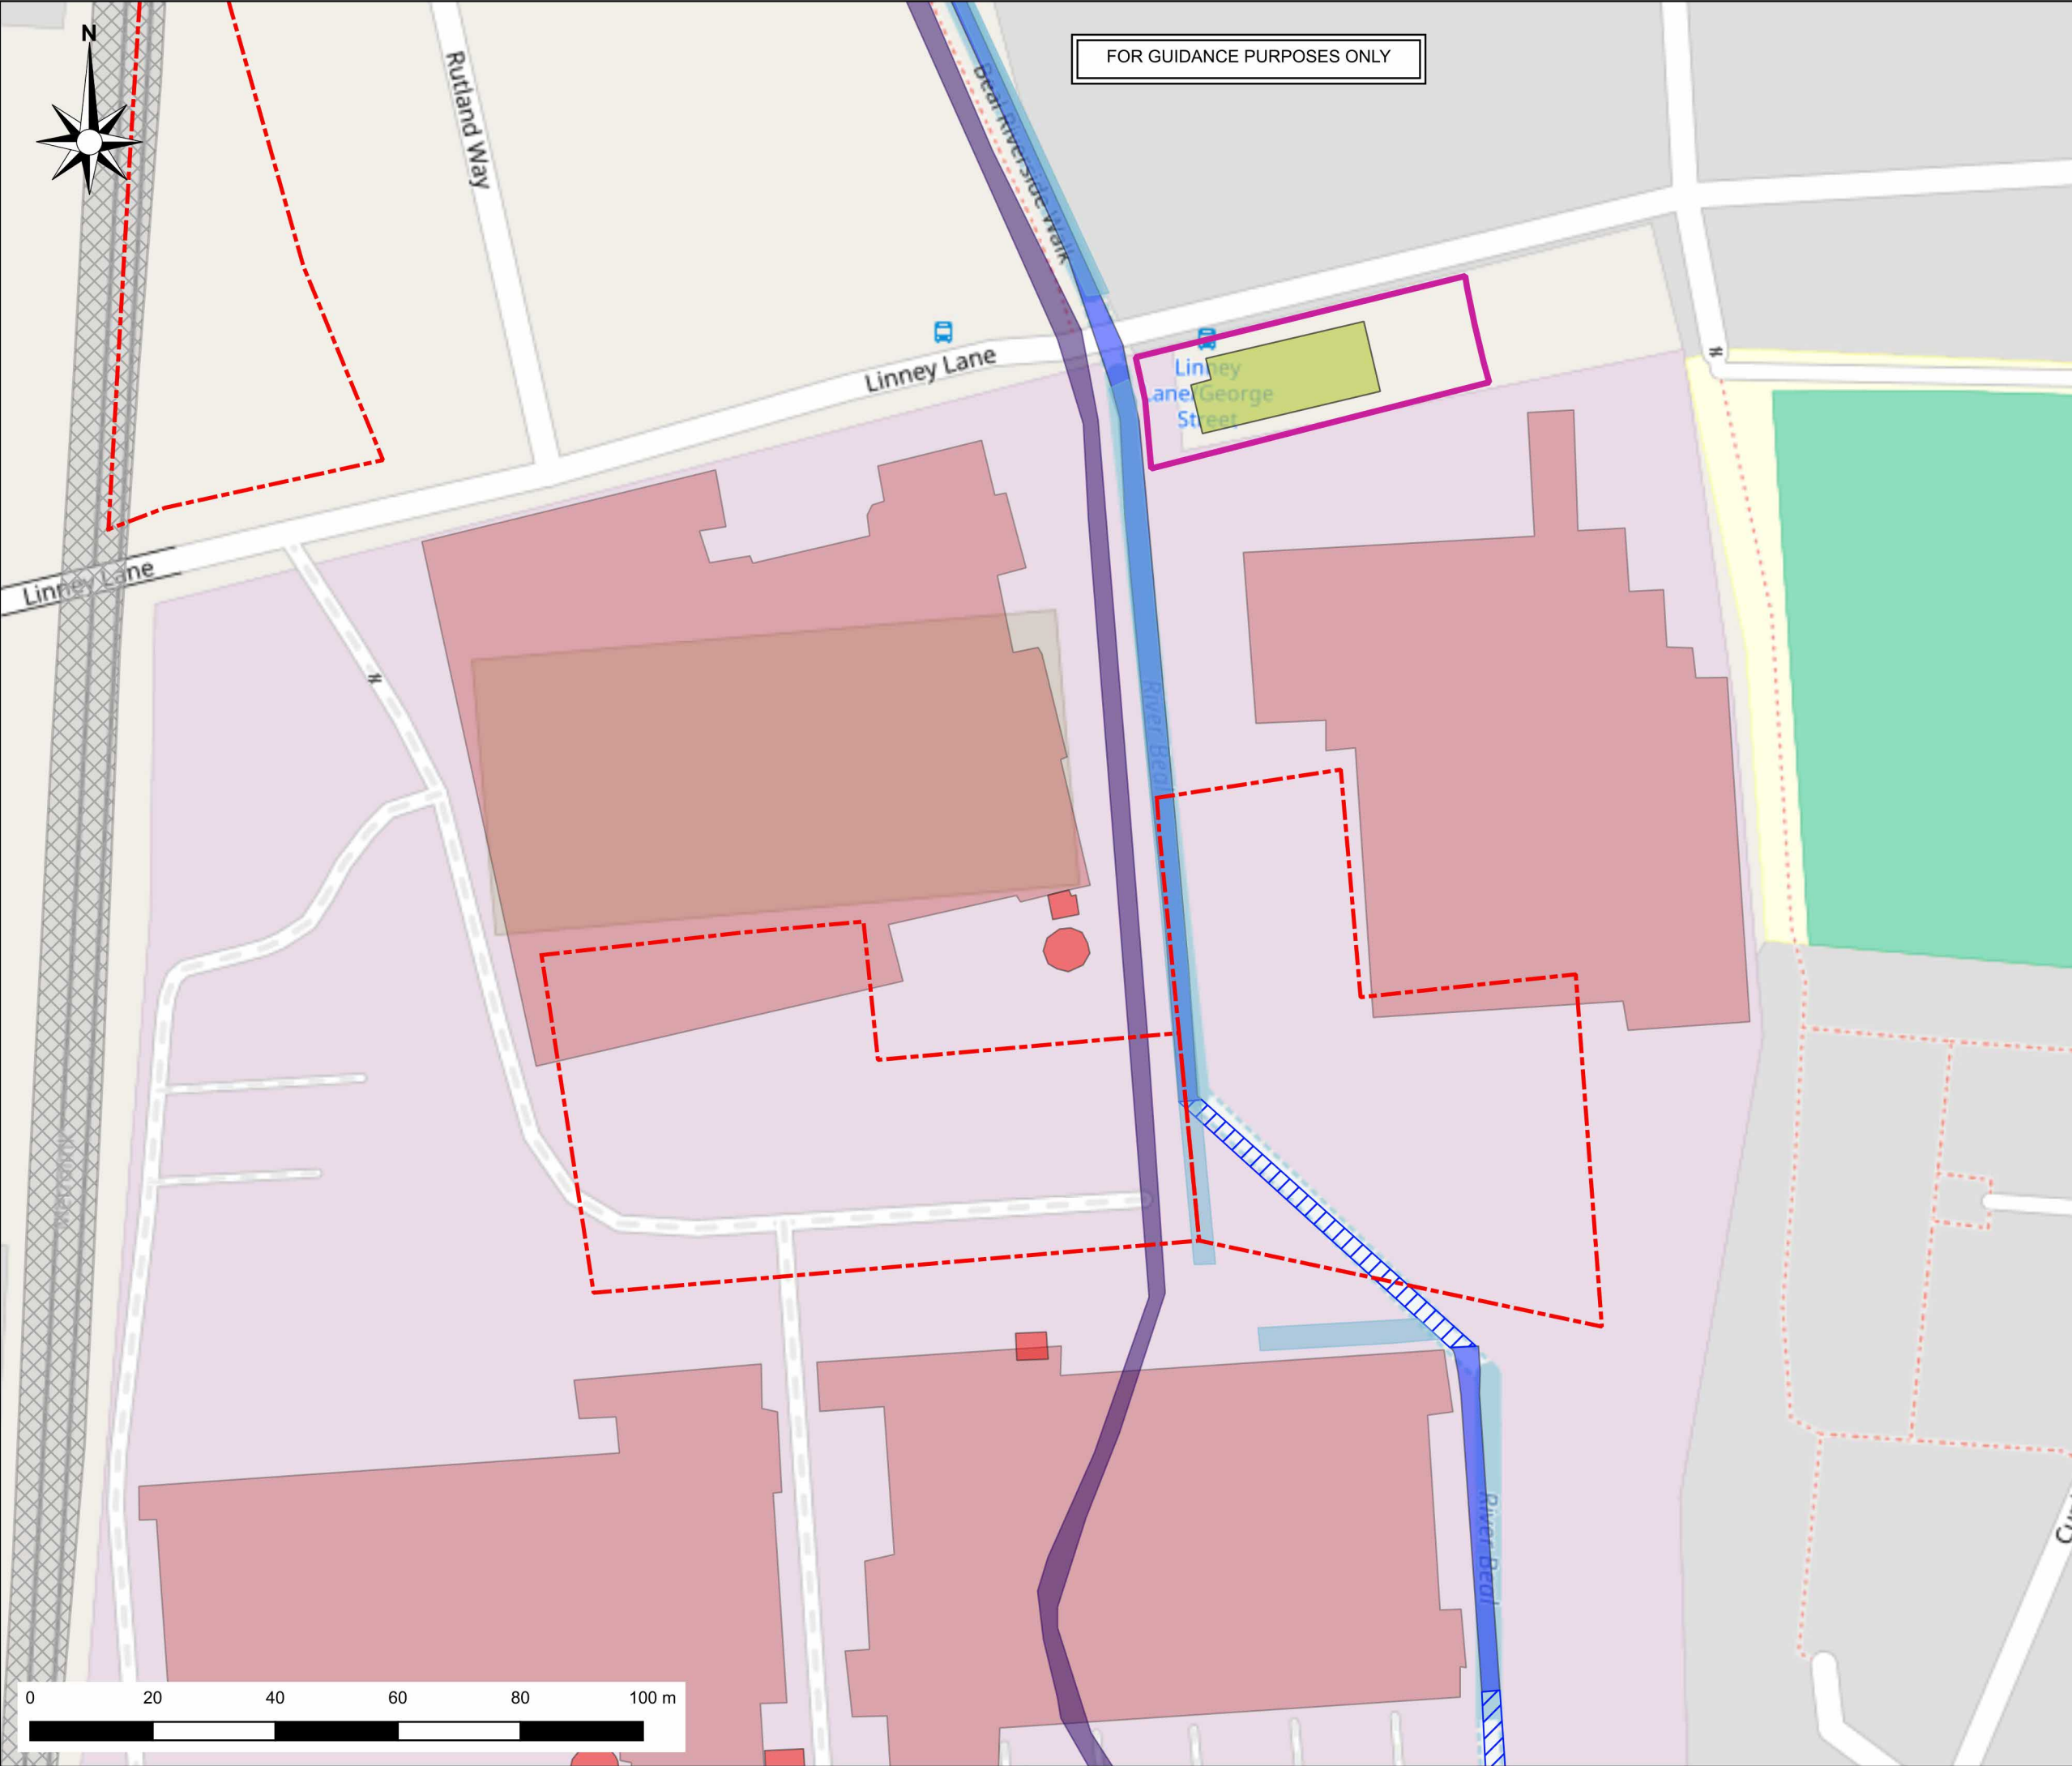 N
FOR GUIDANCE PURPOSES ONLY
Rutland Way
Beal Riverside Walk
Linney Lane
Linney
Lane/George
Street
Linney Lane
River Beal
River Beal
0 20 40 60 80 100 m